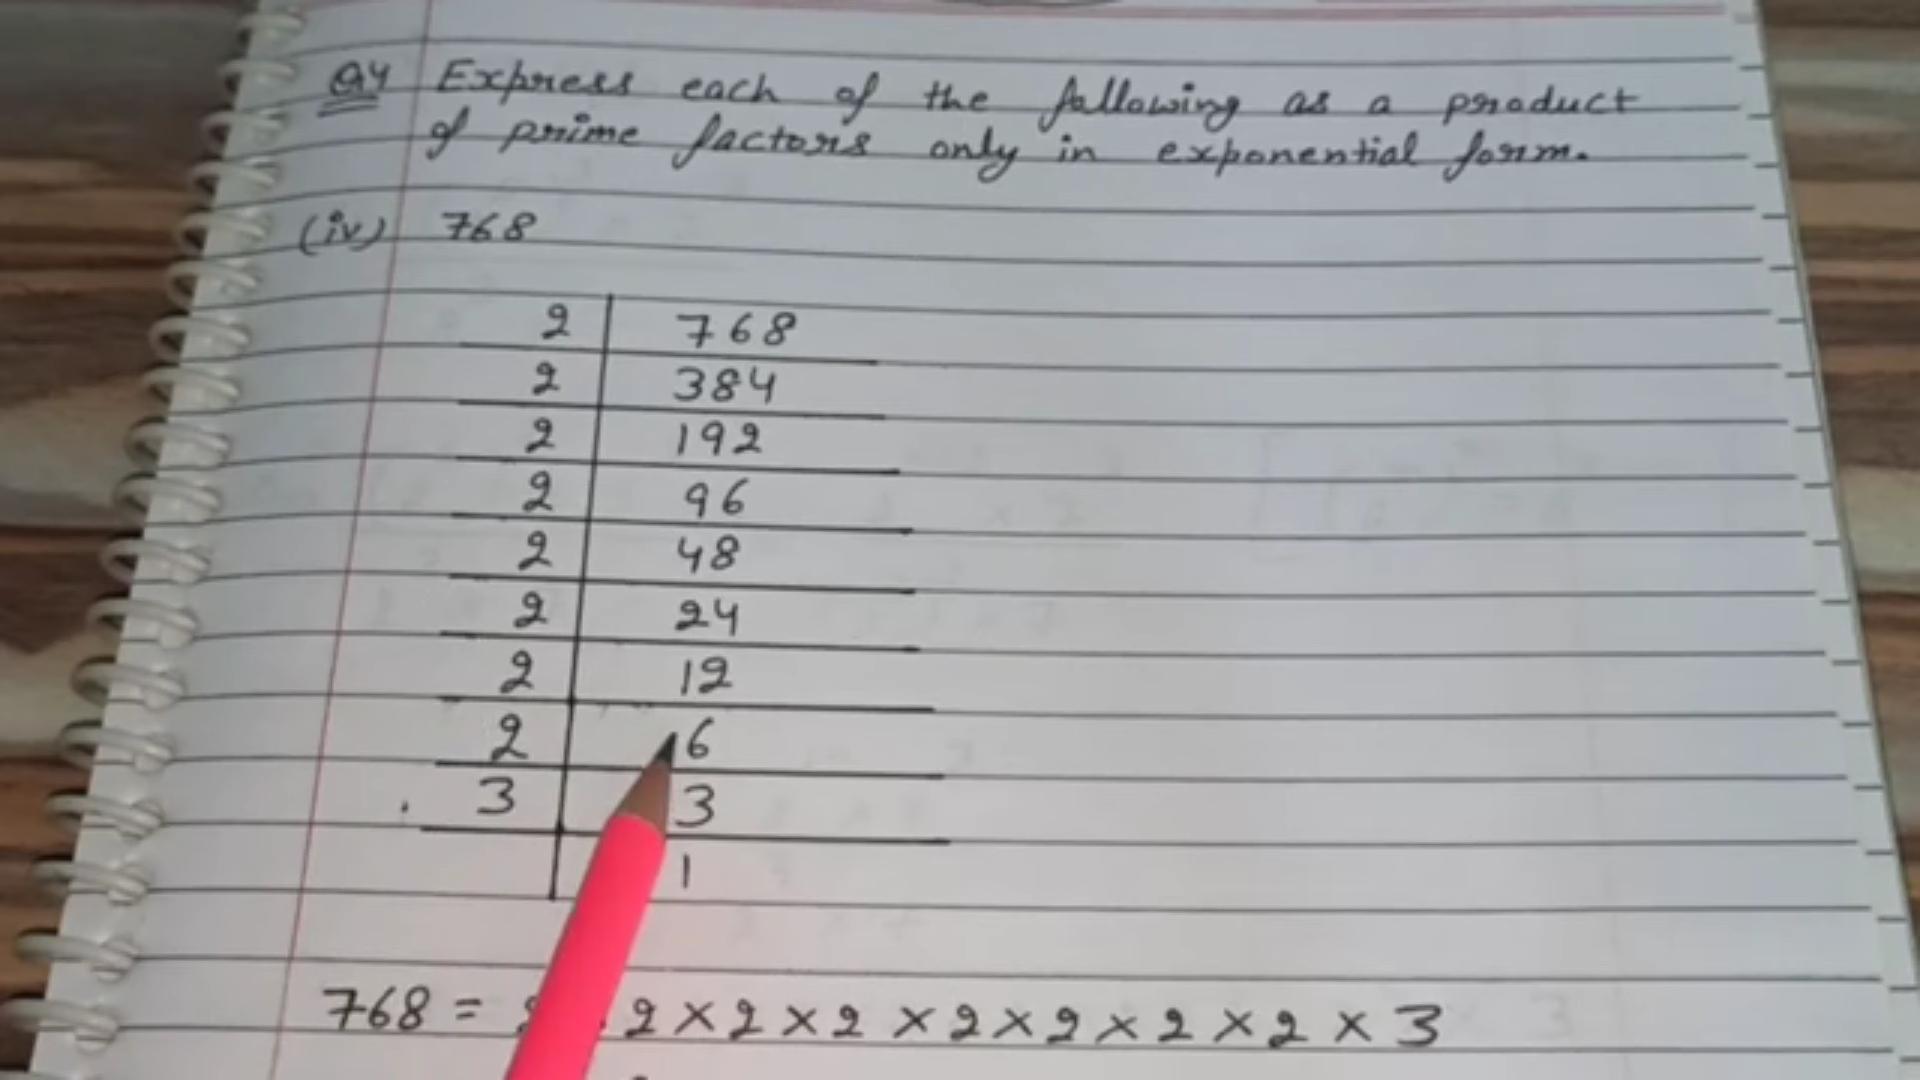 Q4 Express each of the following as a product
of prime factors only in exponential form.
(iv) 768
2 | 768
2 | 384
2 | 192
2 | 96
2 | 48
2 | 24
2 | 12
2 | 6
3 | 3
| 1
768 = 2 × 2 × 2 × 2 × 2 × 2 × 2 × 3